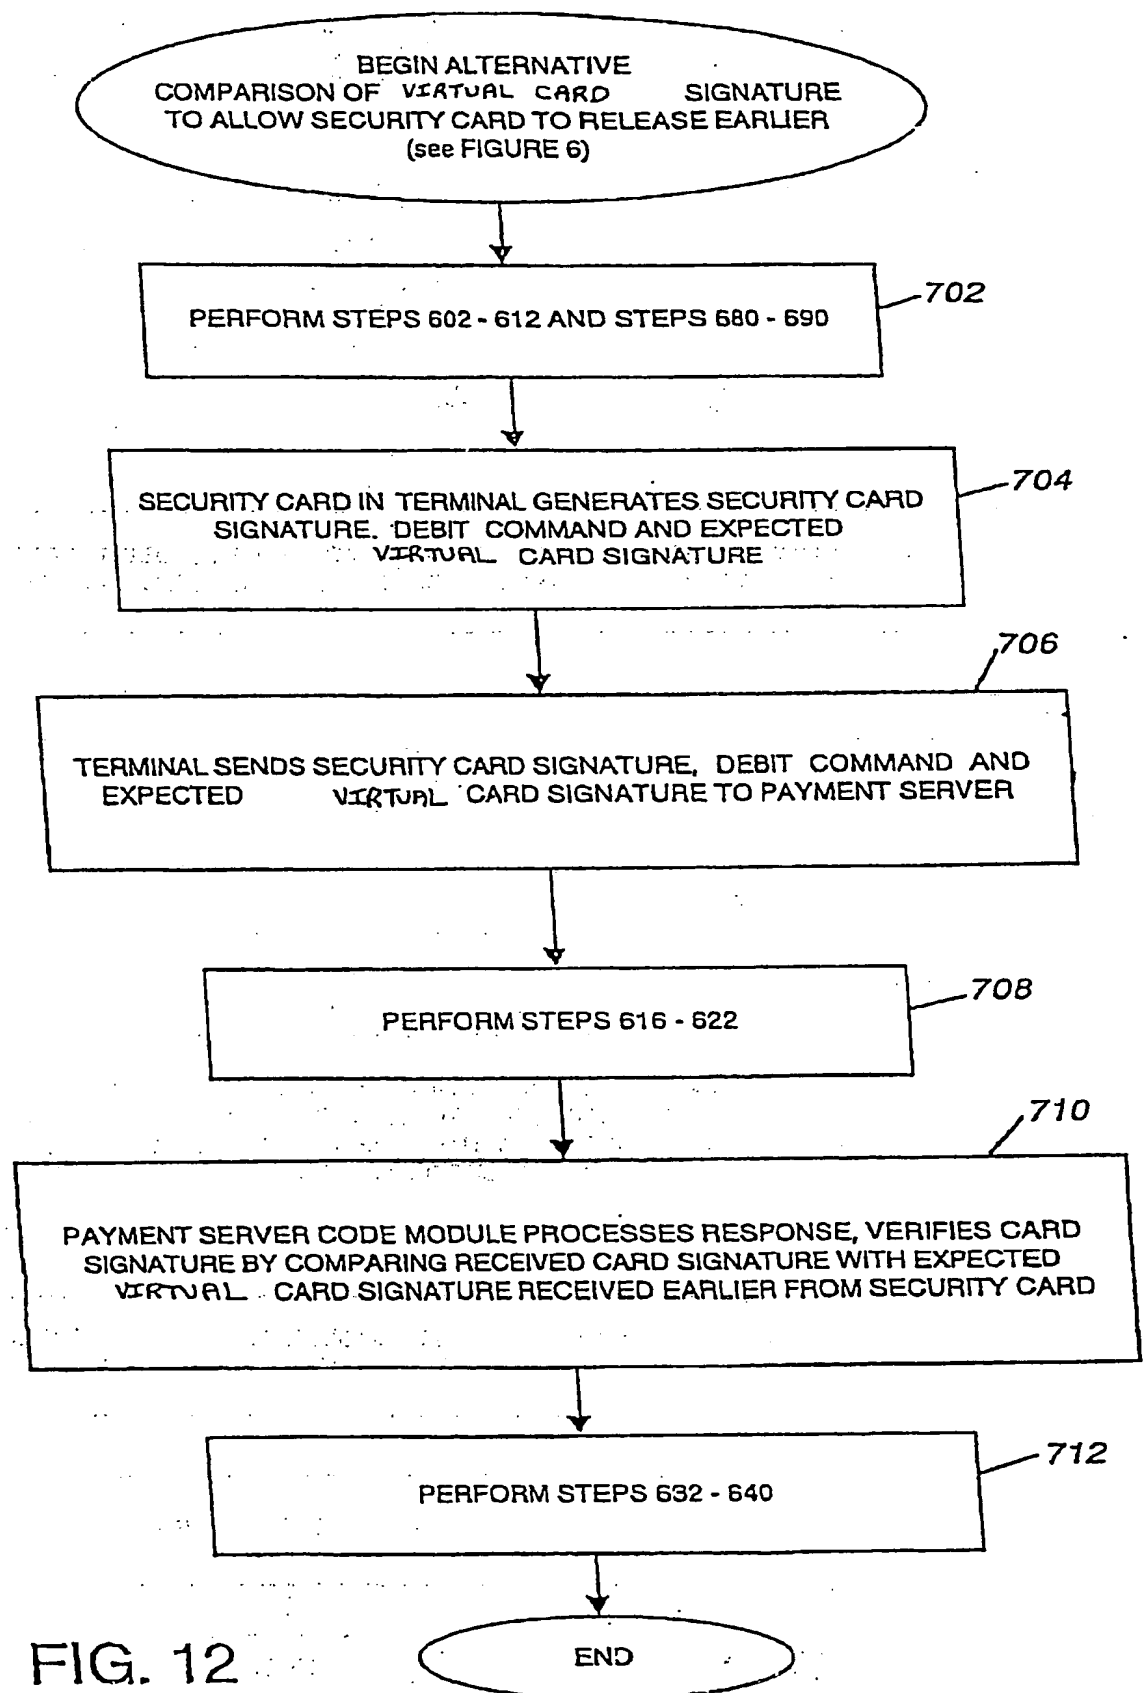 BEGIN ALTERNATIVE
COMPARISON OF VIRTUAL CARD SIGNATURE
TO ALLOW SECURITY CARD TO RELEASE EARLIER
(see FIGURE 6)
702
PERFORM STEPS 602 - 612 AND STEPS 680 - 690
704
SECURITY CARD IN TERMINAL GENERATES SECURITY CARD
SIGNATURE. DEBIT COMMAND AND EXPECTED
VIRTUAL CARD SIGNATURE
706
TERMINAL SENDS SECURITY CARD SIGNATURE, DEBIT COMMAND AND
EXPECTED VIRTUAL CARD SIGNATURE TO PAYMENT SERVER
708
PERFORM STEPS 616 - 622
710
PAYMENT SERVER CODE MODULE PROCESSES RESPONSE, VERIFIES CARD
SIGNATURE BY COMPARING RECEIVED CARD SIGNATURE WITH EXPECTED
VIRTUAL CARD SIGNATURE RECEIVED EARLIER FROM SECURITY CARD
712
PERFORM STEPS 632 - 640
END
FIG. 12